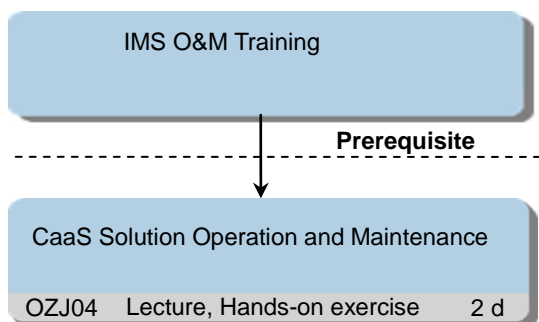 IMS O&M Training
Prerequisite
CaaS Solution Operation and Maintenance
OZJ04 Lecture, Hands-on exercise 2 d